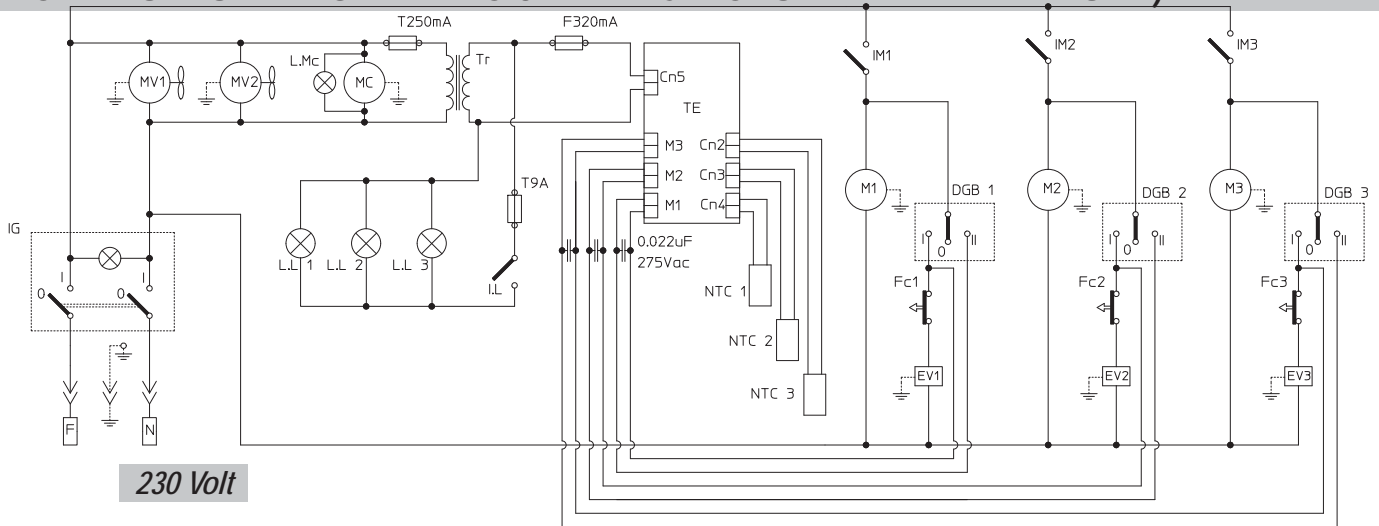 T250mA
F320mA
L.Mc
MV1
MV2
MC
Tr
Cn5
TE
M3
Cn2
M2
Cn3
M1
Cn4
T9A
0.022uF
275Vac
L.L 1
L.L 2
L.L 3
I.L
NTC 1
NTC 2
NTC 3
IG
I
I
0
0
F
N
230 Volt
IM1
IM2
IM3
M1
M2
M3
DGB 1
DGB 2
DGB 3
I
0
II
I
0
II
I
0
II
Fc1
Fc2
Fc3
EV1
EV2
EV3